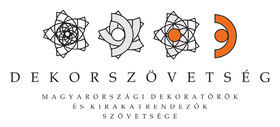 DEKORSZÖVETSÉG
MAGYARORSZÁGI DEKORATŐRÖK
ÉS KIRAKATRENDEZŐK
SZÖVETSÉGE